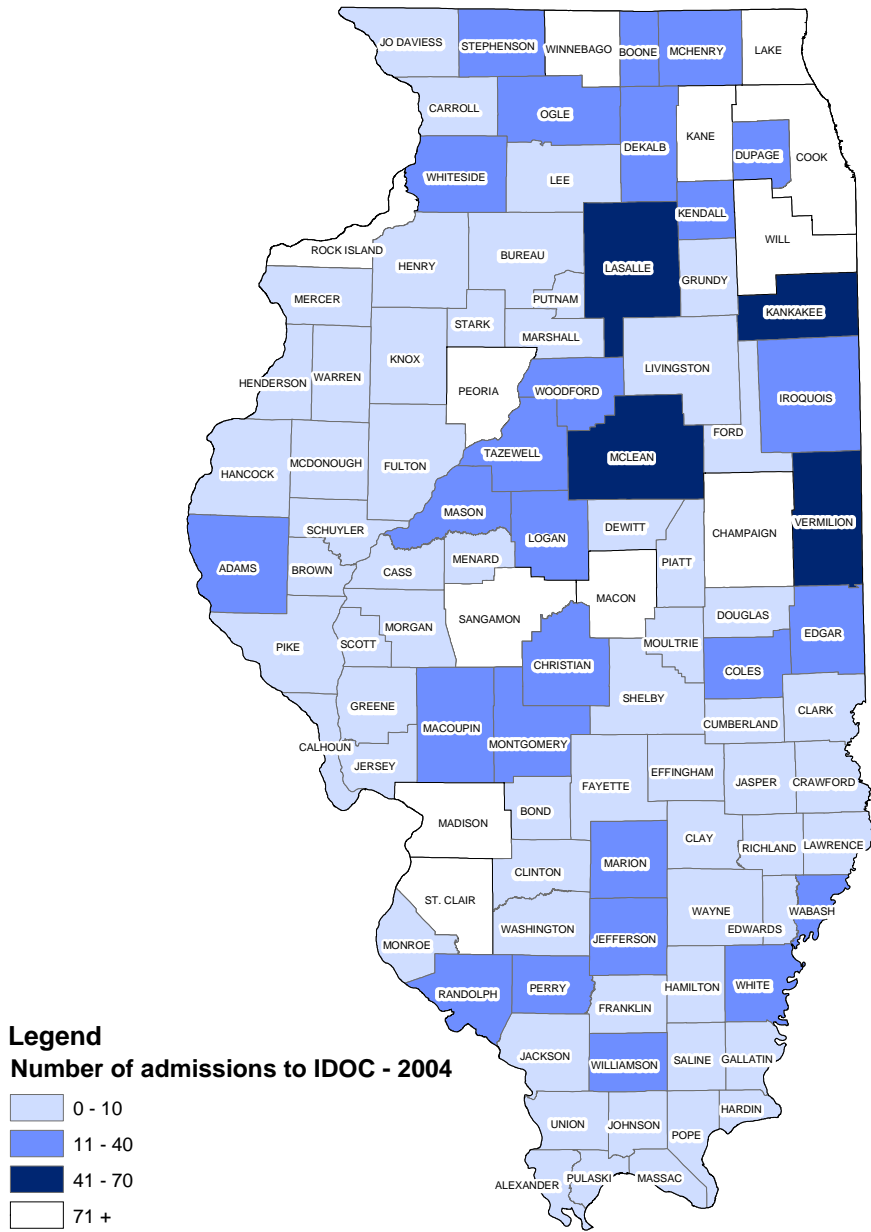 JO DAVIESS
STEPHENSON
WINNEBAGO
BOONE
MCHENRY
LAKE
CARROLL
OGLE
DEKALB
KANE
DUPAGE
COOK
WHITESIDE
LEE
KENDALL
WILL
ROCK ISLAND
HENRY
BUREAU
LASALLE
GRUNDY
MERCER
PUTNAM
KANKAKEE
STARK
MARSHALL
KNOX
LIVINGSTON
HENDERSON
WARREN
PEORIA
WOODFORD
IROQUOIS
FORD
HANCOCK
MCDONOUGH
FULTON
TAZEWELL
MCLEAN
MASON
SCHUYLER
LOGAN
DEWITT
CHAMPAIGN
VERMILION
ADAMS
BROWN
CASS
MENARD
PIATT
MACON
SANGAMON
DOUGLAS
PIKE
SCOTT
MORGAN
MOULTRIE
EDGAR
CHRISTIAN
COLES
GREENE
SHELBY
CLARK
MACOUPIN
MONTGOMERY
CUMBERLAND
CALHOUN
JERSEY
FAYETTE
EFFINGHAM
JASPER
CRAWFORD
BOND
MADISON
CLAY
RICHLAND
LAWRENCE
MARION
CLINTON
ST. CLAIR
WAYNE
WABASH
WASHINGTON
EDWARDS
MONROE
JEFFERSON
RANDOLPH
PERRY
HAMILTON
WHITE
FRANKLIN
JACKSON
WILLIAMSON
SALINE
GALLATIN
HARDIN
UNION
JOHNSON
POPE
ALEXANDER
PULASKI
MASSAC
Legend
Number of admissions to IDOC - 2004
0 - 10
11 - 40
41 - 70
71 +